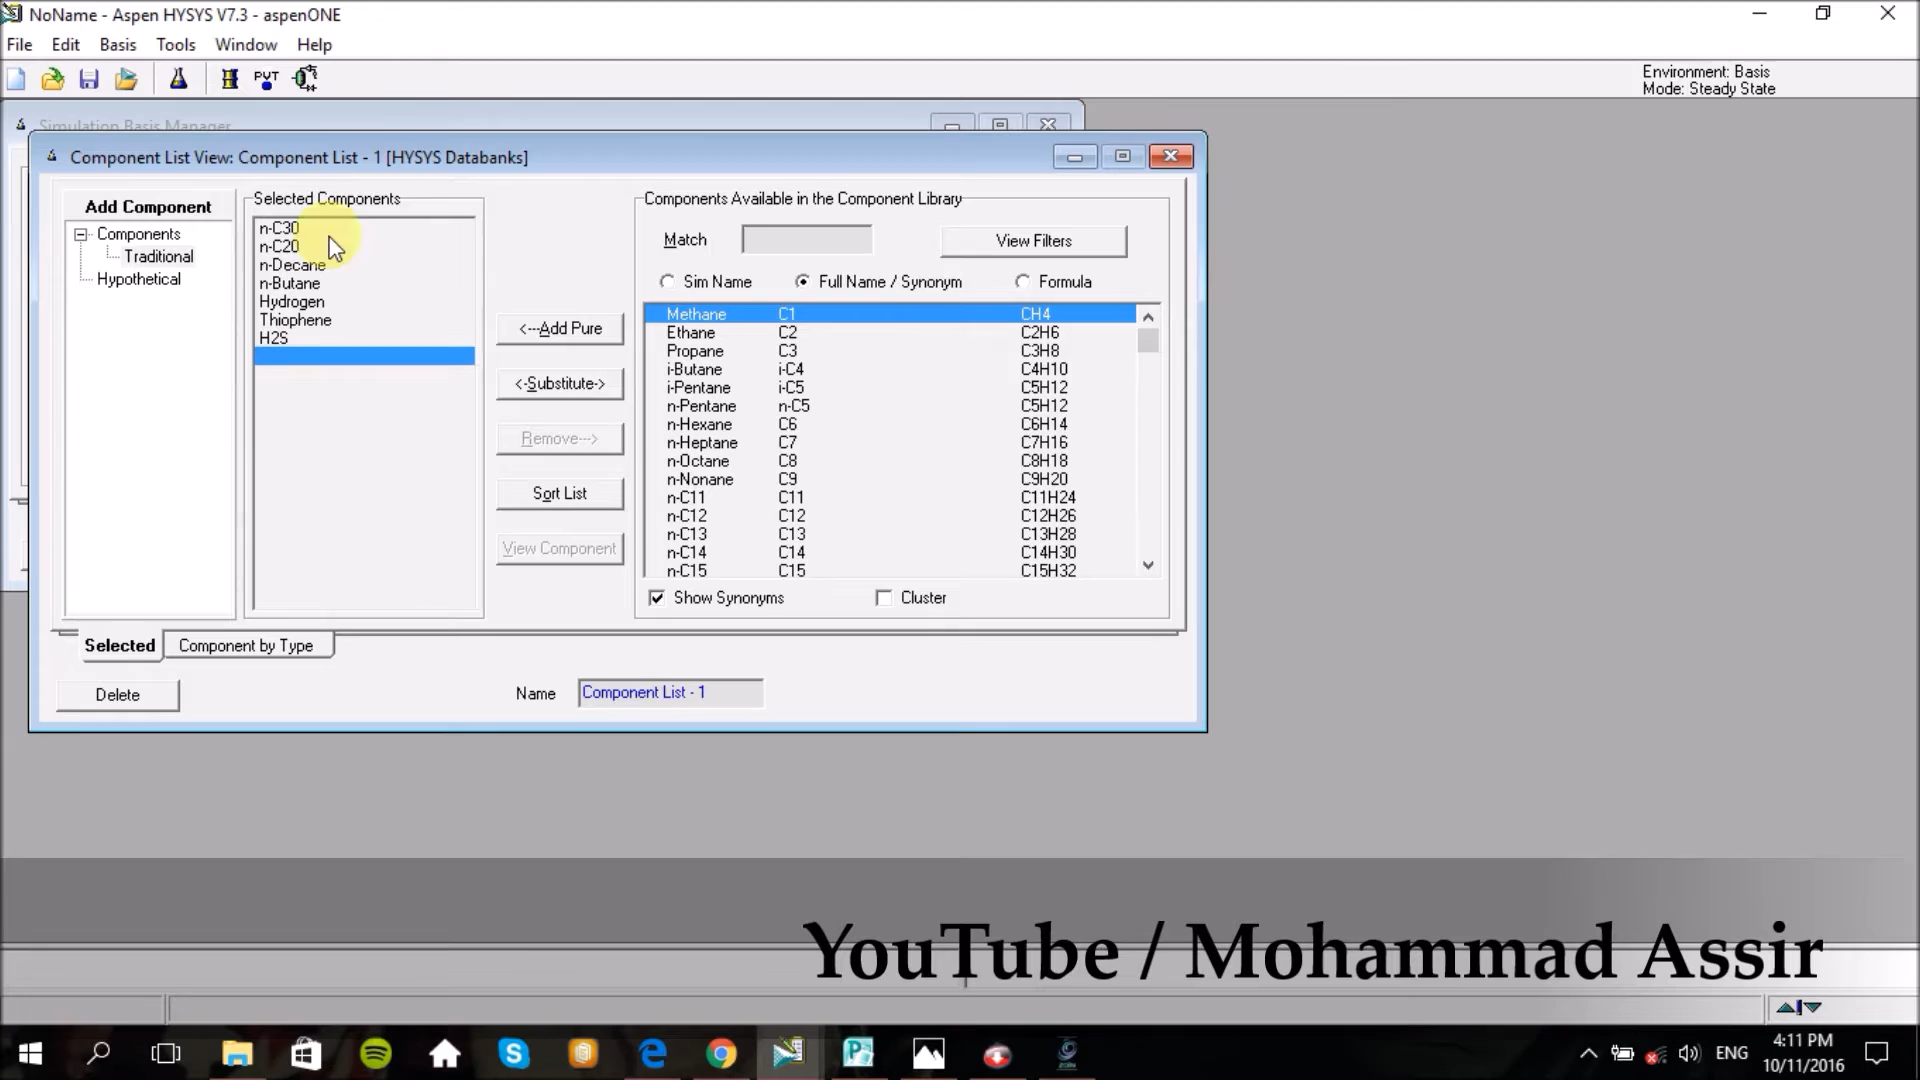 NoName - Aspen HYSYS V7.3 - aspenONE
File Edit Basis Tools Window Help
PVT
Environment: Basis
Mode: Steady State
Simulation Basis Manager
Component List View: Component List - 1 [HYSYS Databanks]
Add Component
Components
Traditional
Hypothetical
Selected Components
n-C30
n-C20
n-Decane
n-Butane
Hydrogen
Thiophene
H2S
<---Add Pure
<-Substitute->
Remove--->
Sort List
View Component
Components Available in the Component Library
Match
View Filters
Sim Name Full Name / Synonym Formula
Methane C1 CH4
Ethane C2 C2H6
Propane C3 C3H8
i-Butane i-C4 C4H10
i-Pentane i-C5 C5H12
n-Pentane n-C5 C5H12
n-Hexane C6 C6H14
n-Heptane C7 C7H16
n-Octane C8 C8H18
n-Nonane C9 C9H20
n-C11 C11 C11H24
n-C12 C12 C12H26
n-C13 C13 C13H28
n-C14 C14 C14H30
n-C15 C15 C15H32
Show Synonyms Cluster
Selected Component by Type
Delete
Name Component List - 1
YouTube / Mohammad Assir
ENG
4:11 PM
10/11/2016